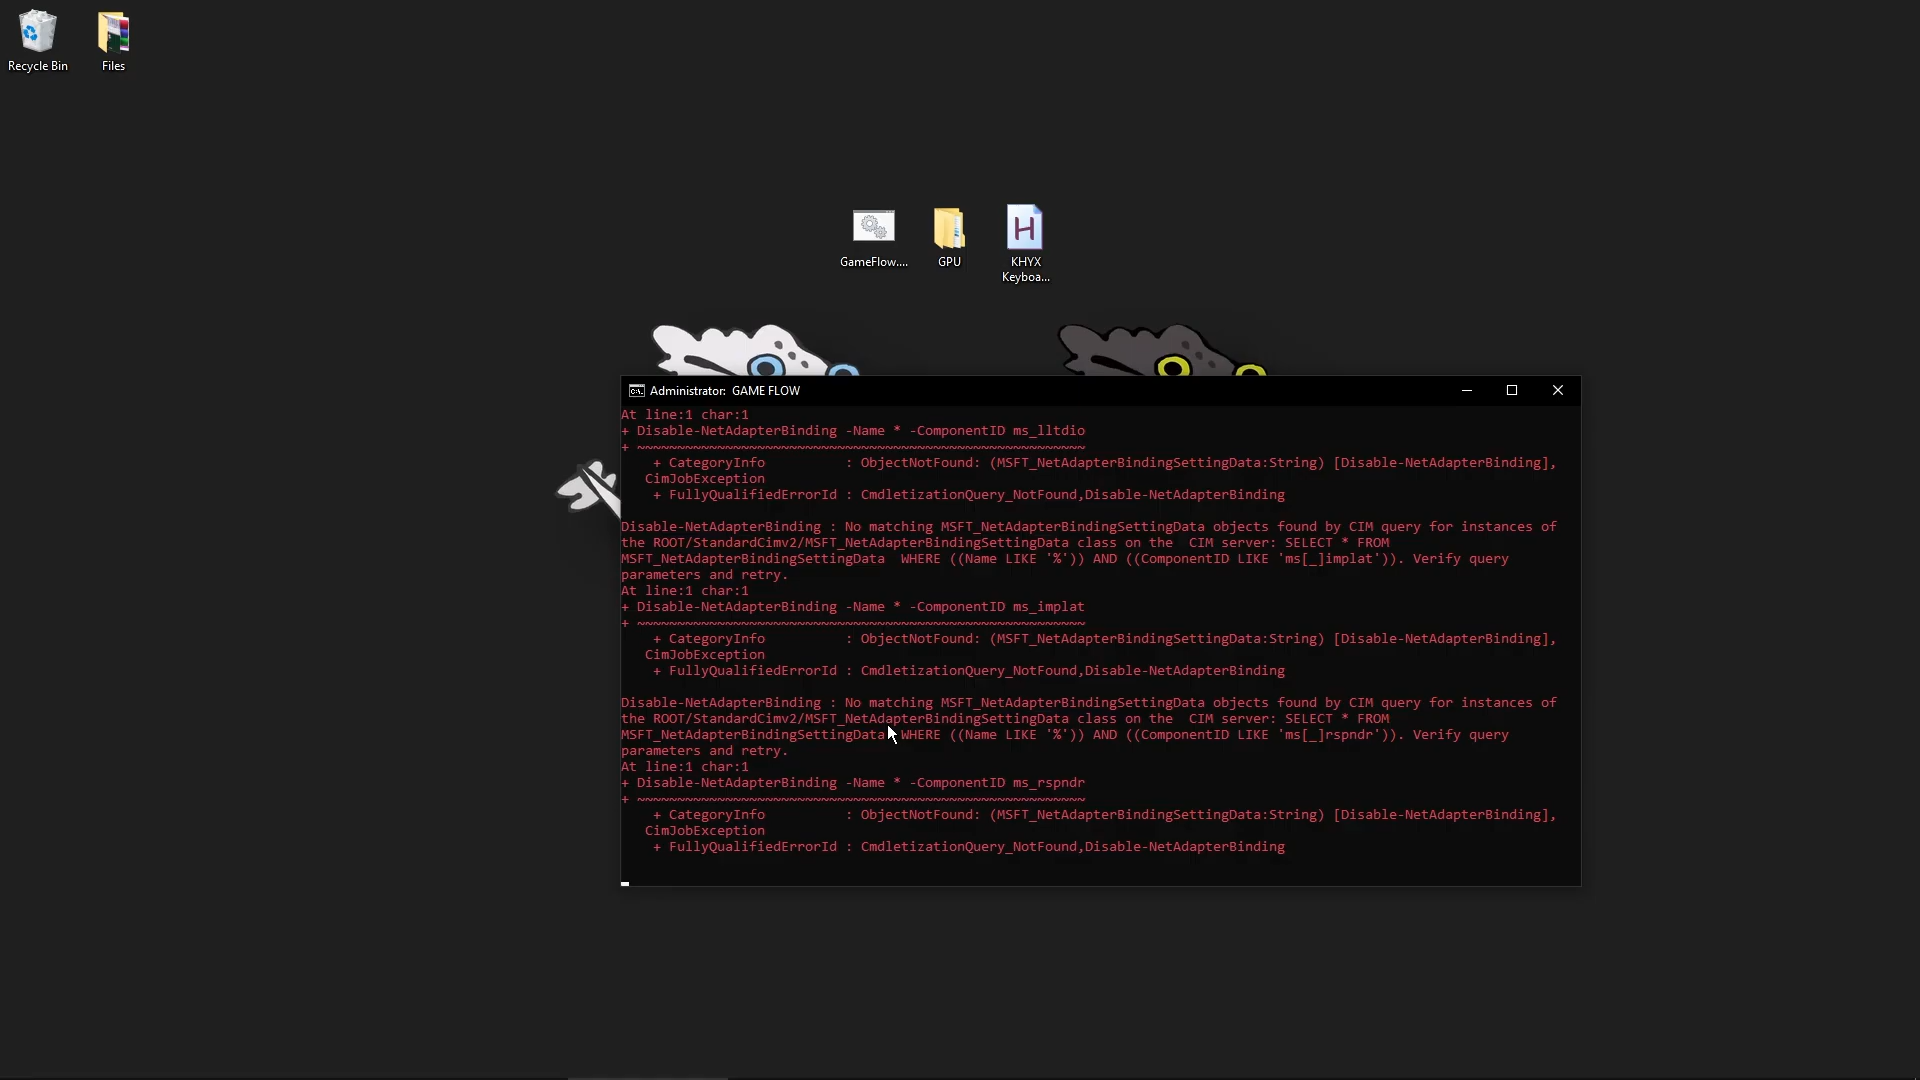 Recycle Bin
Files
GameFlow....
GPU
KHYX
Keyboa...
Administrator:  GAME FLOW
At line:1 char:1
+ Disable-NetAdapterBinding -Name * -ComponentID ms_lltdio
+ ~~~~~~~~~~~~~~~~~~~~~~~~~~~~~~~~~~~~~~~~~~~~~~~~~~~~~~~~
    + CategoryInfo          : ObjectNotFound: (MSFT_NetAdapterBindingSettingData:String) [Disable-NetAdapterBinding],
   CimJobException
    + FullyQualifiedErrorId : CmdletizationQuery_NotFound,Disable-NetAdapterBinding
Disable-NetAdapterBinding : No matching MSFT_NetAdapterBindingSettingData objects found by CIM query for instances of
the ROOT/StandardCimv2/MSFT_NetAdapterBindingSettingData class on the  CIM server: SELECT * FROM
MSFT_NetAdapterBindingSettingData  WHERE ((Name LIKE '%')) AND ((ComponentID LIKE 'ms[_]implat')). Verify query
parameters and retry.
At line:1 char:1
+ Disable-NetAdapterBinding -Name * -ComponentID ms_implat
+ ~~~~~~~~~~~~~~~~~~~~~~~~~~~~~~~~~~~~~~~~~~~~~~~~~~~~~~~~
    + CategoryInfo          : ObjectNotFound: (MSFT_NetAdapterBindingSettingData:String) [Disable-NetAdapterBinding],
   CimJobException
    + FullyQualifiedErrorId : CmdletizationQuery_NotFound,Disable-NetAdapterBinding
Disable-NetAdapterBinding : No matching MSFT_NetAdapterBindingSettingData objects found by CIM query for instances of
the ROOT/StandardCimv2/MSFT_NetAdapterBindingSettingData class on the  CIM server: SELECT * FROM
MSFT_NetAdapterBindingSettingData  WHERE ((Name LIKE '%')) AND ((ComponentID LIKE 'ms[_]rspndr')). Verify query
parameters and retry.
At line:1 char:1
+ Disable-NetAdapterBinding -Name * -ComponentID ms_rspndr
+ ~~~~~~~~~~~~~~~~~~~~~~~~~~~~~~~~~~~~~~~~~~~~~~~~~~~~~~~~
    + CategoryInfo          : ObjectNotFound: (MSFT_NetAdapterBindingSettingData:String) [Disable-NetAdapterBinding],
   CimJobException
    + FullyQualifiedErrorId : CmdletizationQuery_NotFound,Disable-NetAdapterBinding